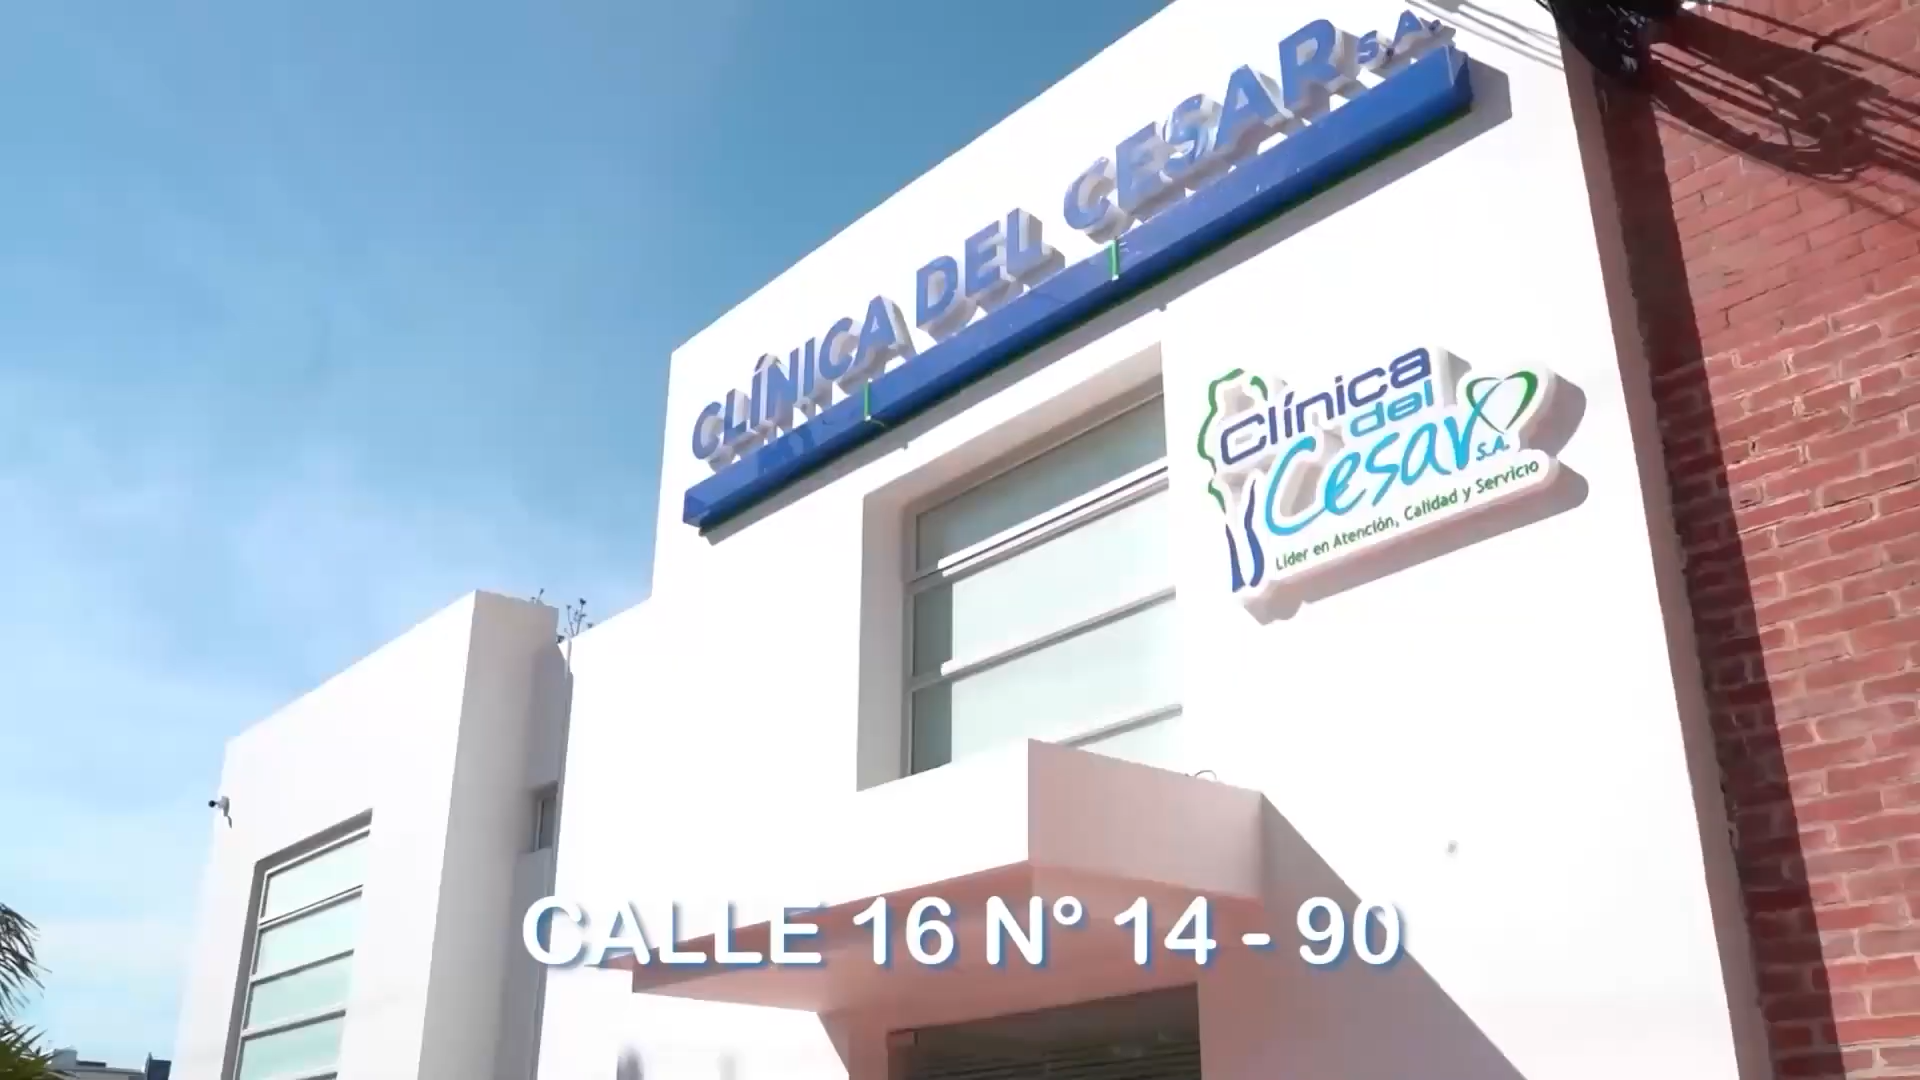 CLÍNICA DEL CESAR S.A.
Clínica
del
Cesar S.A.
Líder en Atención, Calidad y Servicio
CALLE 16 N° 14 - 90